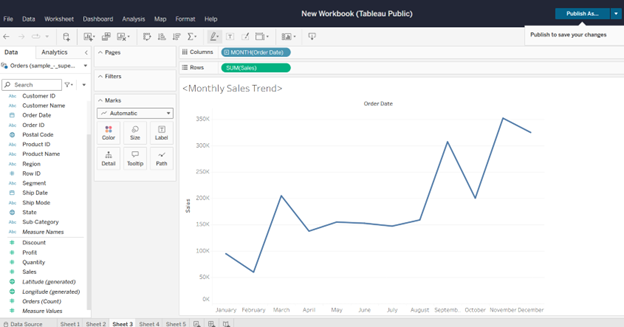 New Workbook (Tableau Public)
Publish As...
File Data Worksheet Dashboard Analysis Map Format Help
Publish to save your changes
Data Analytics
Orders (sample_-_supe...
Search
Customer ID
Customer Name
Order Date
Order ID
Postal Code
Product ID
Product Name
Region
Row ID
Segment
Ship Date
Ship Mode
State
Sub-Category
Measure Names
Discount
Profit
Quantity
Sales
Latitude (generated)
Longitude (generated)
Orders (Count)
Measure Values
Pages
Filters
Marks
Automatic
Color Size Label
Detail Tooltip Path
Columns MONTH(Order Date)
Rows SUM(Sales)
<Monthly Sales Trend>
Order Date
Sales
350K
300K
250K
200K
150K
100K
50K
0K
January February March April May June July August Septemb.. October November December
Data Source Sheet 1 Sheet 2 Sheet 3 Sheet 4 Sheet 5